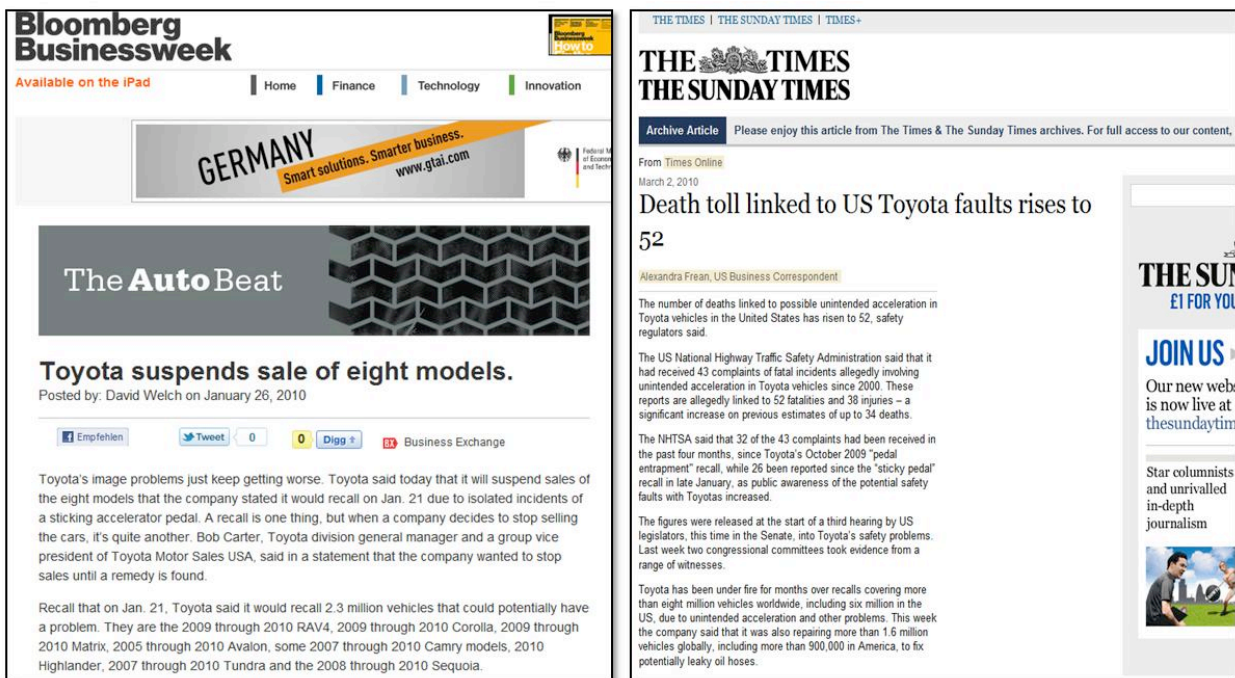 Bloomberg
Businessweek
Available on the iPad
Home
Finance
Technology
Innovation
How to
GERMANY
Smart solutions. Smarter business.
www.gtai.com
The AutoBeat
Toyota suspends sale of eight models.
Posted by: David Welch on January 26, 2010
Empfehlen
Tweet
0
0
Digg
BX
Business Exchange
Toyota's image problems just keep getting worse. Toyota said today that it will suspend sales of
the eight models that the company stated it would recall on Jan. 21 due to isolated incidents of
a sticking accelerator pedal. A recall is one thing, but when a company decides to stop selling
the cars, it's quite another. Bob Carter, Toyota division general manager and a group vice
president of Toyota Motor Sales USA, said in a statement that the company wanted to stop
sales until a remedy is found.
Recall that on Jan. 21, Toyota said it would recall 2.3 million vehicles that could potentially have
a problem. They are the 2009 through 2010 RAV4, 2009 through 2010 Corolla, 2009 through
2010 Matrix, 2005 through 2010 Avalon, some 2007 through 2010 Camry models, 2010
Highlander, 2007 through 2010 Tundra and the 2008 through 2010 Sequoia.
THE TIMES | THE SUNDAY TIMES | TIMES+
THE TIMES
THE SUNDAY TIMES
Archive Article
Please enjoy this article from The Times & The Sunday Times archives. For full access to our content,
From Times Online
March 2, 2010
Death toll linked to US Toyota faults rises to
52
Alexandra Frean, US Business Correspondent
The number of deaths linked to possible unintended acceleration in
Toyota vehicles in the United States has risen to 52, safety
regulators said.
The US National Highway Traffic Safety Administration said that it
had received 43 complaints of fatal incidents allegedly involving
unintended acceleration in Toyota vehicles since 2000. These
reports are allegedly linked to 52 fatalities and 38 injuries – a
significant increase on previous estimates of up to 34 deaths.
The NHTSA said that 32 of the 43 complaints had been received in
the past four months, since Toyota's October 2009 "pedal
entrapment" recall, while 26 been reported since the "sticky pedal"
recall in late January, as public awareness of the potential safety
faults with Toyotas increased.
The figures were released at the start of a third hearing by US
legislators, this time in the Senate, into Toyota's safety problems.
Last week two congressional committees took evidence from a
range of witnesses.
Toyota has been under fire for months over recalls covering more
than eight million vehicles worldwide, including six million in the
US, due to unintended acceleration and other problems. This week
the company said that it was also repairing more than 1.6 million
vehicles globally, including more than 900,000 in America, to fix
potentially leaky oil hoses.
THE SUN
£1 FOR YOU
JOIN US
Our new webs
is now live at
thesundaytim
Star columnists
and unrivalled
in-depth
journalism